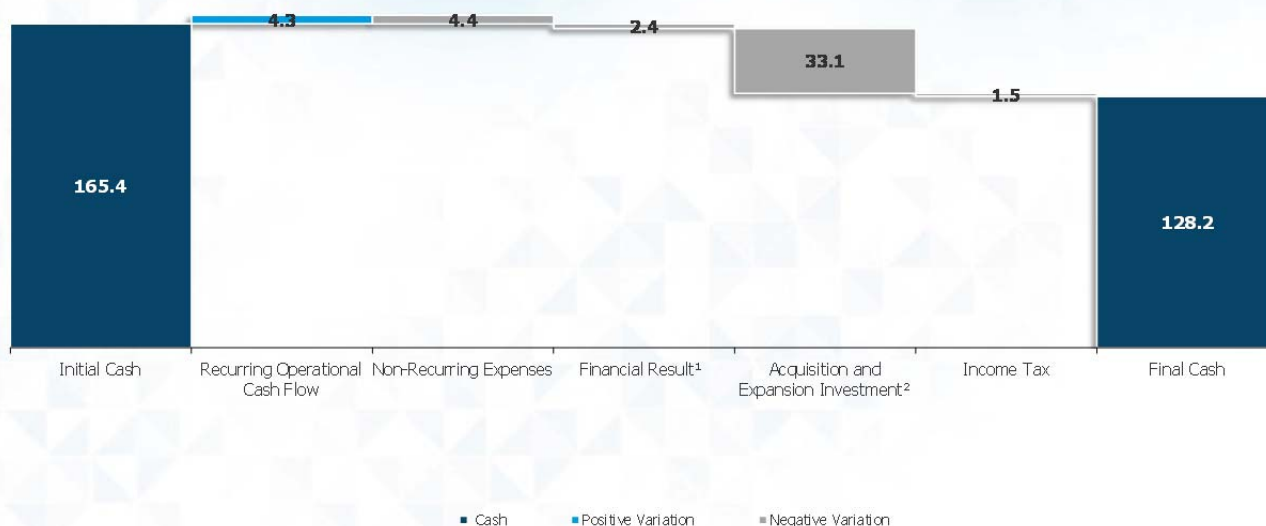 4.3
4.4
2.4
33.1
1.5
165.4
128.2
Initial Cash
Recurring Operational
Cash Flow
Non-Recurring Expenses
Financial Result¹
Acquisition and
Expansion Investment²
Income Tax
Final Cash
Cash
Positive Variation
Negative Variation